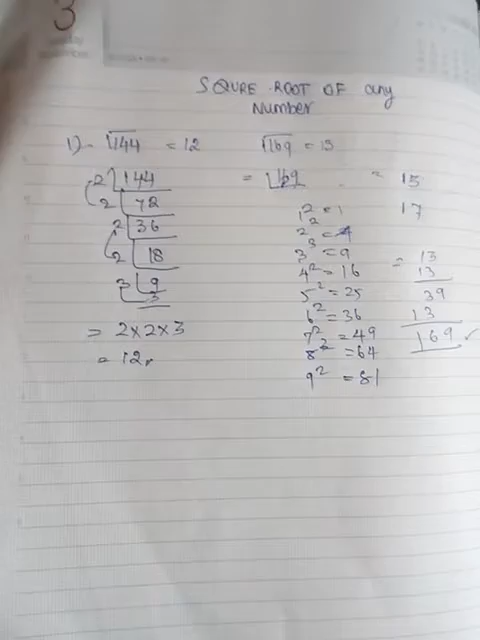 3
SQURE ROOT OF any
Number
1) √144 = 12
2 144
2 72
2 36
2 18
3 9
3
= 2×2×3
= 12
√169 = 13
= 169 = 15
17
1² = 1
2² = 4
3² = 9
4² = 16
5² = 25
6² = 36
7² = 49
8² = 64
9² = 81
= 13
13
39
13
169 ✓